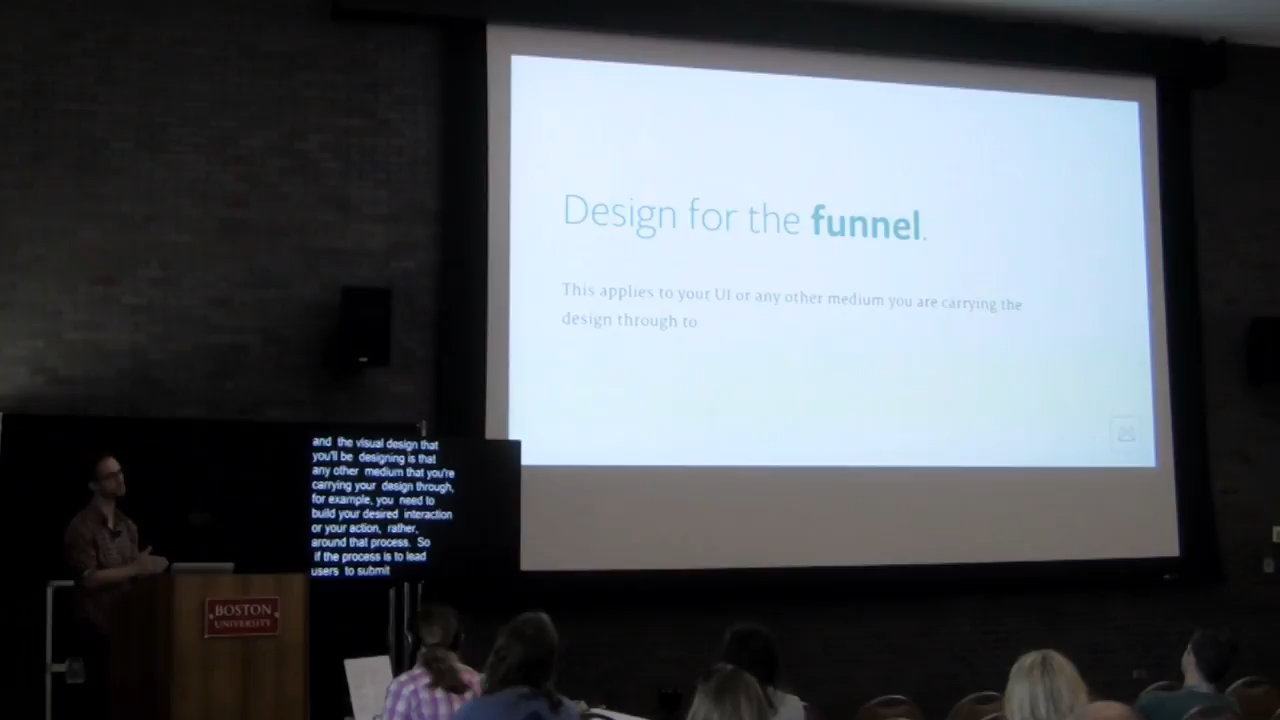 Design for the funnel.
This applies to your UI or any other medium you are carrying the
design through to
and the visual design that
you'll be designing is that
any other medium that you're
carrying your design through,
for example, you need to
build your desired interaction
or your action, rather,
around that process. So
if the process is to lead
users to submit
BOSTON
UNIVERSITY